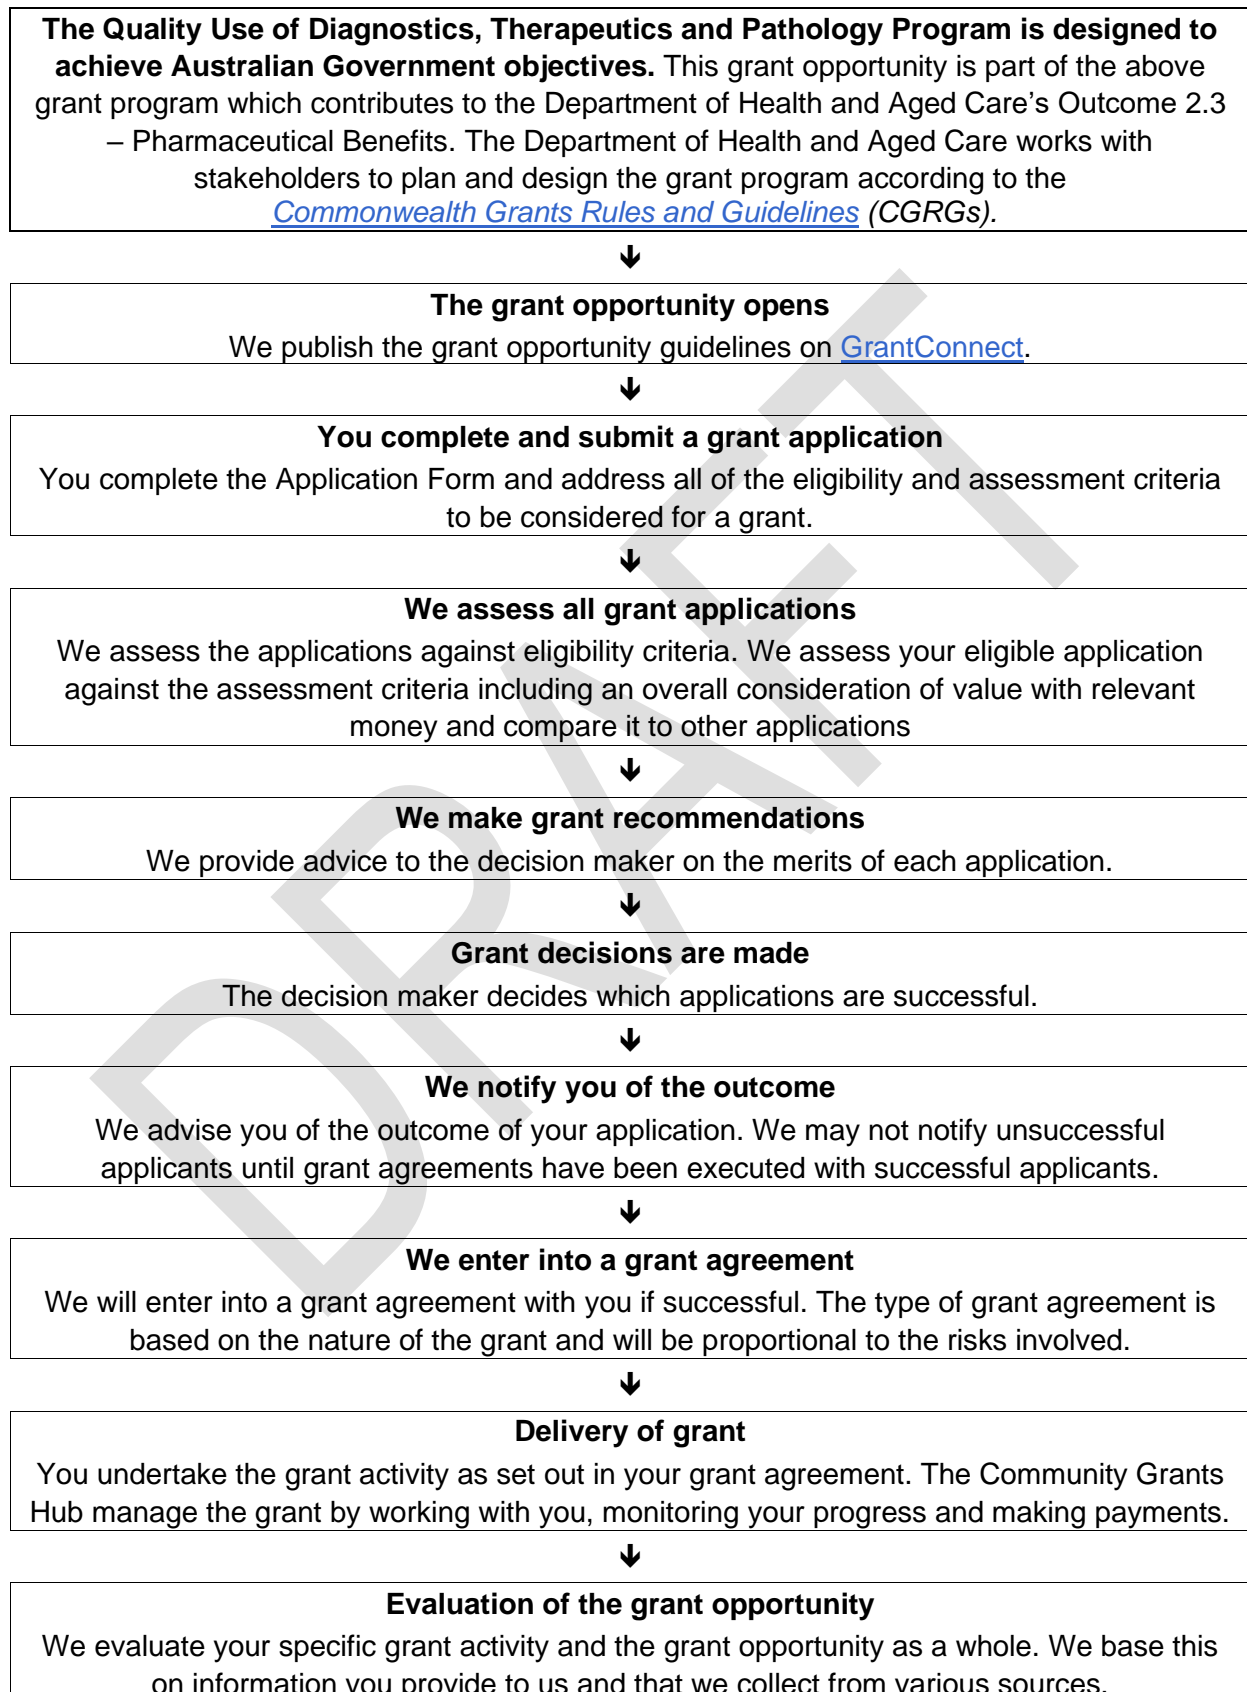 The Quality Use of Diagnostics, Therapeutics and Pathology Program is designed to
achieve Australian Government objectives. This grant opportunity is part of the above
grant program which contributes to the Department of Health and Aged Care’s Outcome 2.3
– Pharmaceutical Benefits. The Department of Health and Aged Care works with
stakeholders to plan and design the grant program according to the
Commonwealth Grants Rules and Guidelines (CGRGs).
The grant opportunity opens
We publish the grant opportunity guidelines on GrantConnect.
You complete and submit a grant application
You complete the Application Form and address all of the eligibility and assessment criteria
to be considered for a grant.
We assess all grant applications
We assess the applications against eligibility criteria. We assess your eligible application
against the assessment criteria including an overall consideration of value with relevant
money and compare it to other applications
We make grant recommendations
We provide advice to the decision maker on the merits of each application.
Grant decisions are made
The decision maker decides which applications are successful.
We notify you of the outcome
We advise you of the outcome of your application. We may not notify unsuccessful
applicants until grant agreements have been executed with successful applicants.
We enter into a grant agreement
We will enter into a grant agreement with you if successful. The type of grant agreement is
based on the nature of the grant and will be proportional to the risks involved.
Delivery of grant
You undertake the grant activity as set out in your grant agreement. The Community Grants
Hub manage the grant by working with you, monitoring your progress and making payments.
Evaluation of the grant opportunity
We evaluate your specific grant activity and the grant opportunity as a whole. We base this
on information you provide to us and that we collect from various sources.
DRAFT